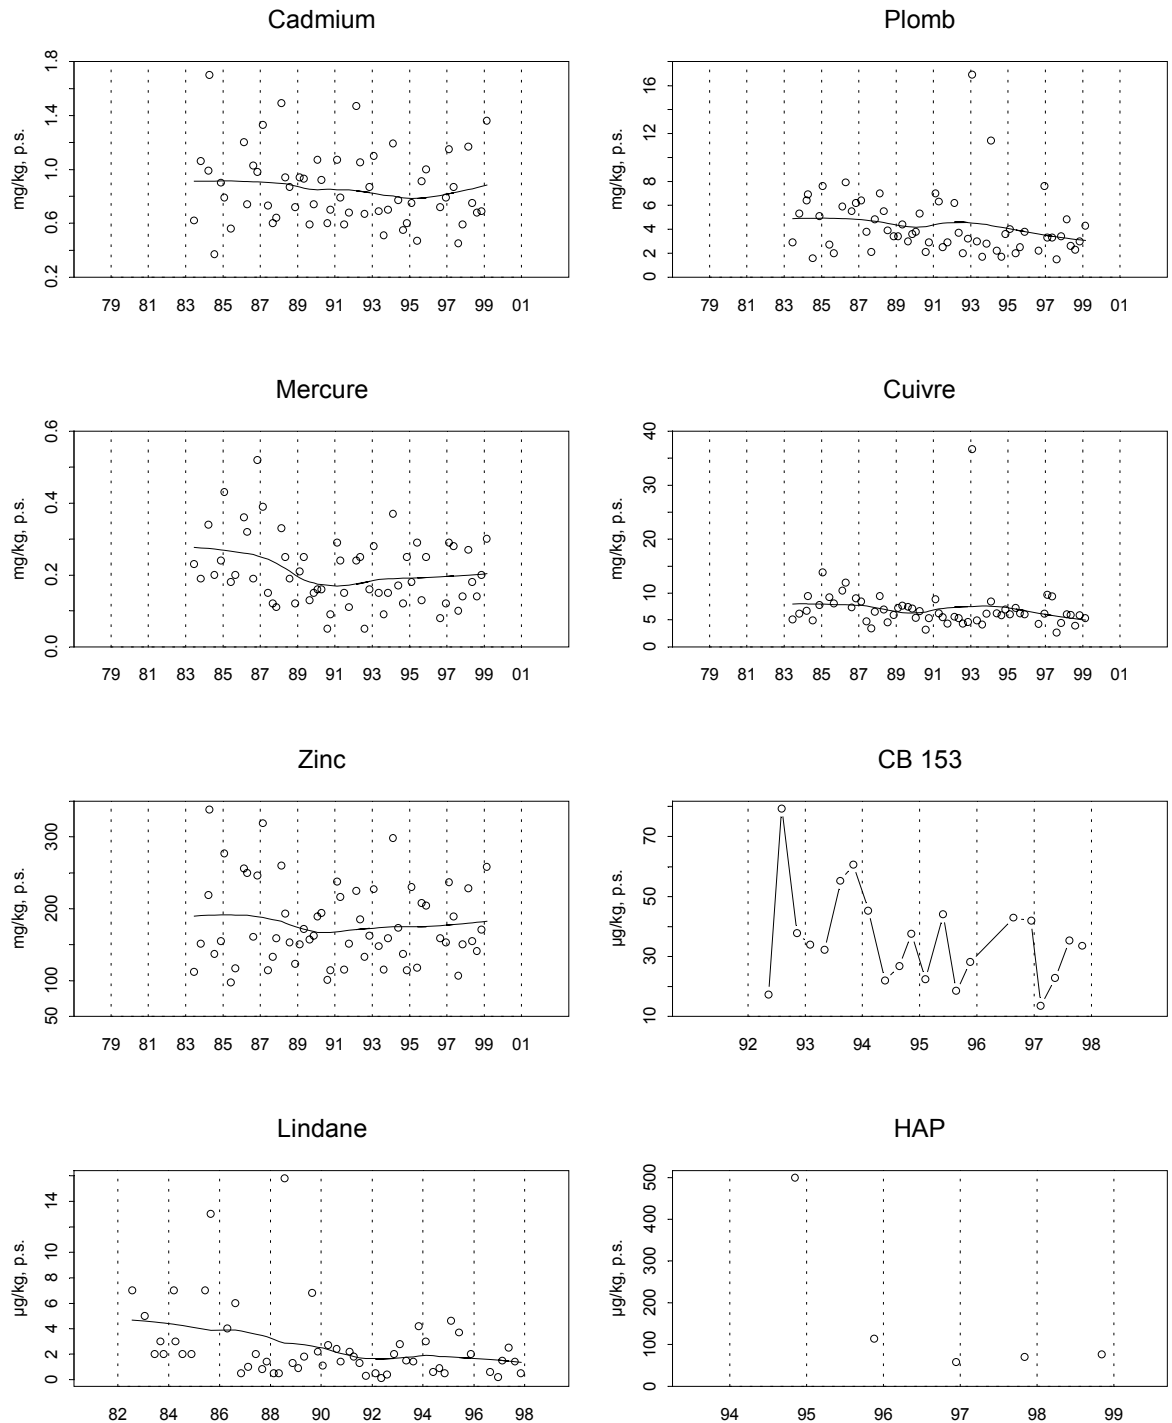 Cadmium
mg/kg, p.s.
1.8
1.4
1.0
0.6
0.2
79 81 83 85 87 89 91 93 95 97 99 01
Plomb
mg/kg, p.s.
16
12
8
6
4
2
0
79 81 83 85 87 89 91 93 95 97 99 01
Mercure
mg/kg, p.s.
0.6
0.4
0.2
0.0
79 81 83 85 87 89 91 93 95 97 99 01
Cuivre
mg/kg, p.s.
40
30
20
10
5
0
79 81 83 85 87 89 91 93 95 97 99 01
Zinc
mg/kg, p.s.
300
200
100
50
79 81 83 85 87 89 91 93 95 97 99 01
CB 153
µg/kg, p.s.
70
50
30
10
92 93 94 95 96 97 98
Lindane
µg/kg, p.s.
14
10
8
6
4
2
0
82 84 86 88 90 92 94 96 98
HAP
µg/kg, p.s.
500
400
300
200
100
0
94 95 96 97 98 99